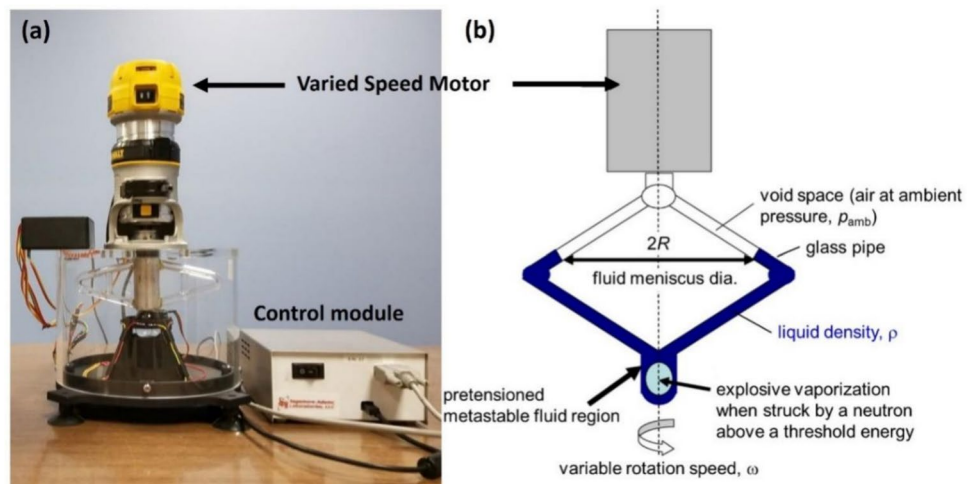 (a)
Varied Speed Motor
Control module
(b)
void space (air at ambient
pressure, pamb)
2R
glass pipe
fluid meniscus dia.
liquid density, ρ
pretensioned
metastable fluid region
explosive vaporization
when struck by a neutron
above a threshold energy
variable rotation speed, ω